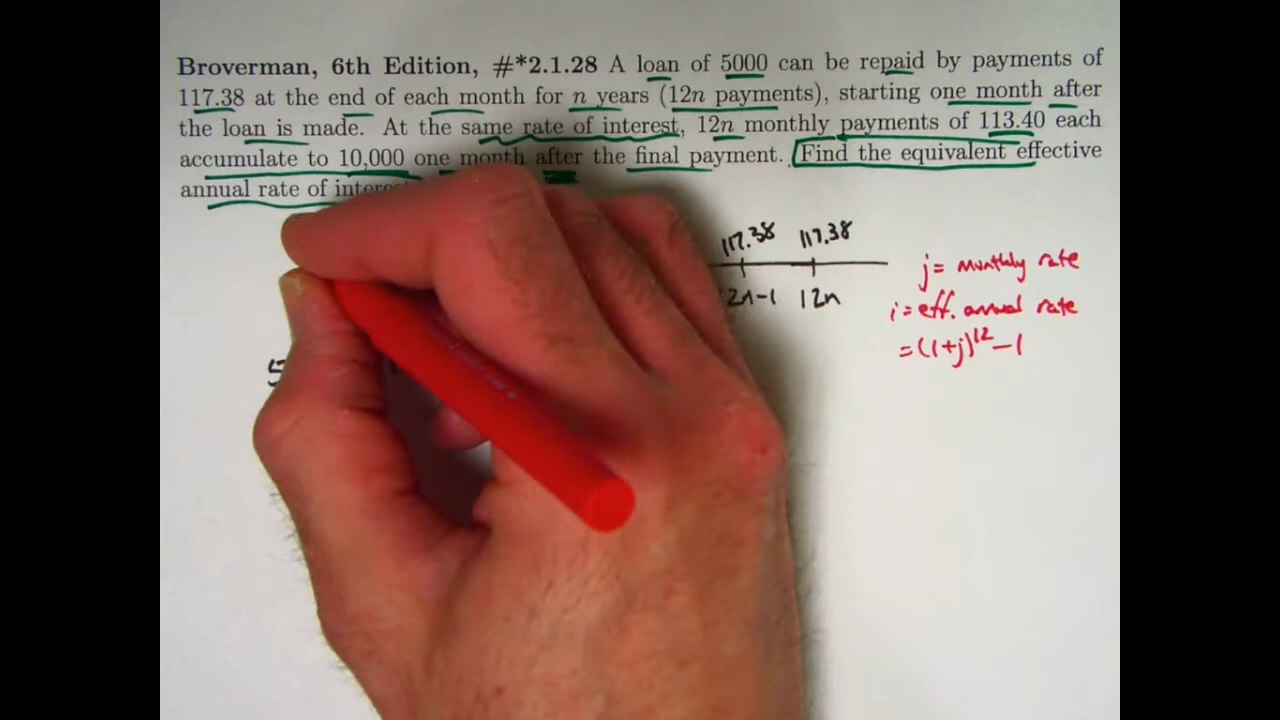 Broverman, 6th Edition, #*2.1.28 A loan of 5000 can be repaid by payments of
117.38 at the end of each month for n years (12n payments), starting one month after
the loan is made. At the same rate of interest, 12n monthly payments of 113.40 each
accumulate to 10,000 one month after the final payment. Find the equivalent effective
annual rate of interes
117.38 117.38
2n-1 12n
j = monthly rate
i = eff. annual rate
= (1+j)^12 - 1
5